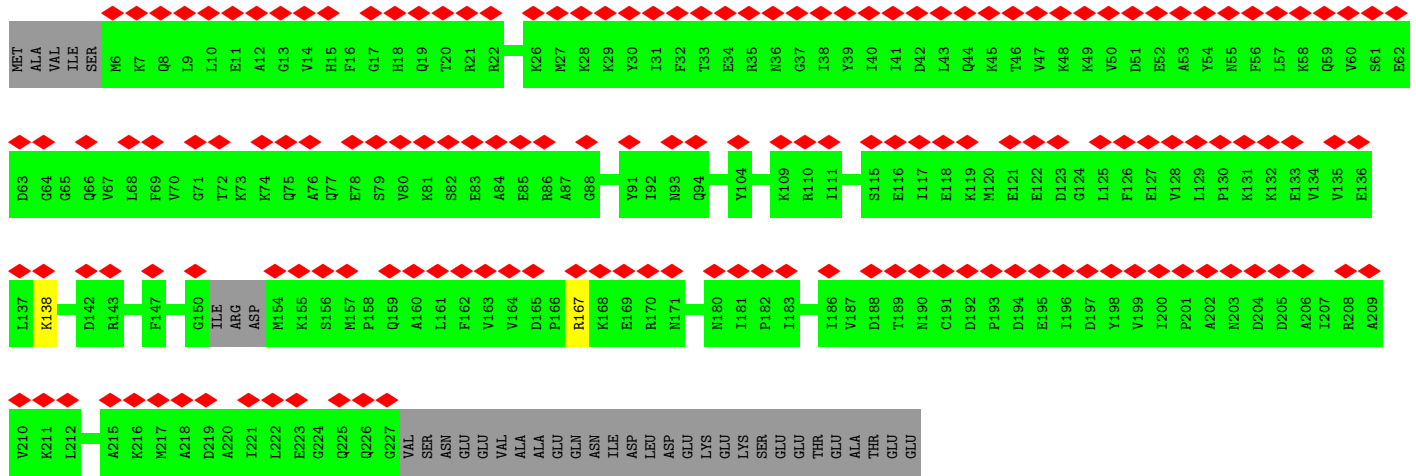 MET ALA VAL ILE SER M6 K7 Q8 L9 L10 E11 A12 G13 V14 H15 F16 G17 H18 Q19 T20 R21 R22 K26 M27 K28 K29 Y30 I31 F32 T33 E34 R35 N36 G37 I38 Y39 I40 I41 D42 L43 Q44 K45 T46 V47 K48 K49 V50 D51 E52 A53 Y54 N55 F56 L57 K58 Q59 V60 S61 E62
D63 G64 G65 Q66 V67 L68 F69 V70 G71 T72 K73 K74 Q75 A76 Q77 E78 S79 V80 K81 S82 E83 A84 E85 R86 A87 G88 Y91 I92 N93 Q94 Y104 K109 R110 I111 S115 E116 I117 E118 K119 M120 E121 E122 D123 G124 L125 F126 E127 V128 L129 P130 K131 K132 E133 V134 V135 E136
L137 K138 D142 R143 F147 G150 ILE ARG ASP M154 K155 S156 M157 P158 Q159 A160 L161 F162 V163 V164 D165 P166 R167 K168 E169 R170 N171 N180 I181 P182 I183 I186 V187 D188 T189 N190 C191 D192 P193 D194 E195 I196 D197 Y198 V199 I200 P201 A202 N203 D204 D205 A206 I207 R208 A209
V210 K211 L212 A215 K216 M217 A218 D219 A220 I221 L222 E223 G224 Q225 Q226 G227 VAL SER ASN GLU GLU VAL ALA ALA GLU GLN ASN ILE ASP LEU ASP GLU LYS GLU LYS SER GLU GLU THR GLU ALA THR GLU GLU